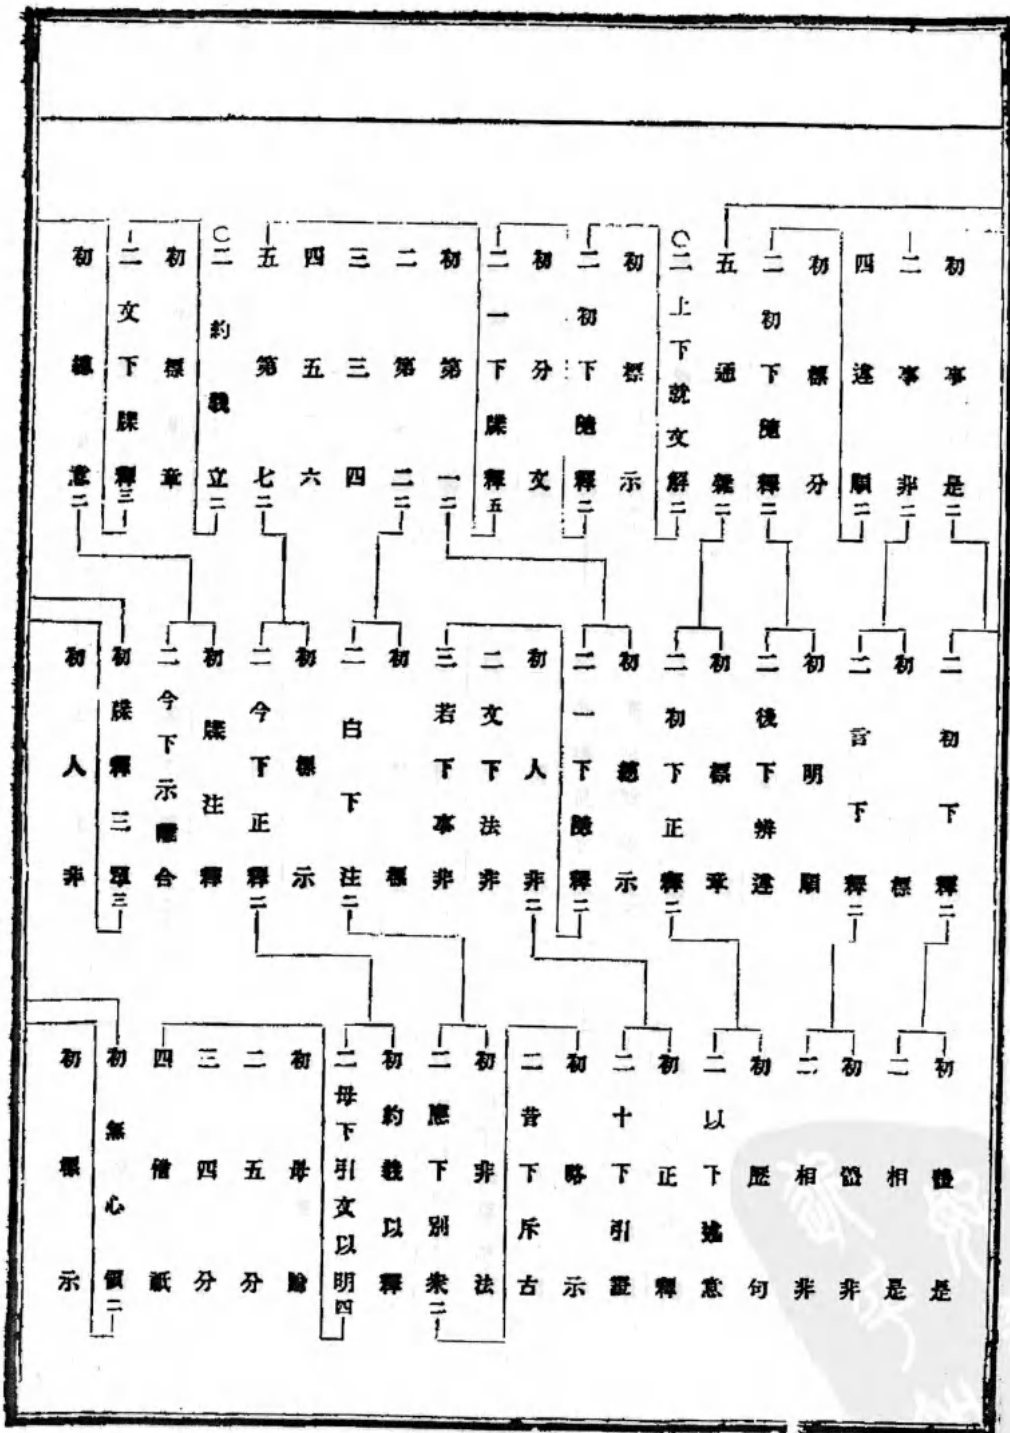 初事是二
二事非二
四違順二
初標分
二初下隨釋二
五通雜二
○二上下就文解二
初標示
二初下隨釋二
初分文
二一下牒釋五
初第一二
二第二二
三三四
四五六
五第七二
○二約義立二
初標章
二文下牒釋三
初總意二
二初下釋二
初標
二言下釋二
初明順
二後下辨違
初標章
二初下正釋二
初總示
二一下隨釋二
初人非二
二文下法非
三若下事非
初標
二白下注二
初標示
二今下正釋二
初牒注釋
二今下示離合
初牒釋三單三
初人非
初體是
二相是
初體非
二相非
初歷句
二以下述意
初正釋
二十下引證
初略示
二昔下斥古
初非法
二應下別衆二
初約義以釋
二母下引文以明四
初母論
二五分
三四分
四僧祇
初無心領二
初標示